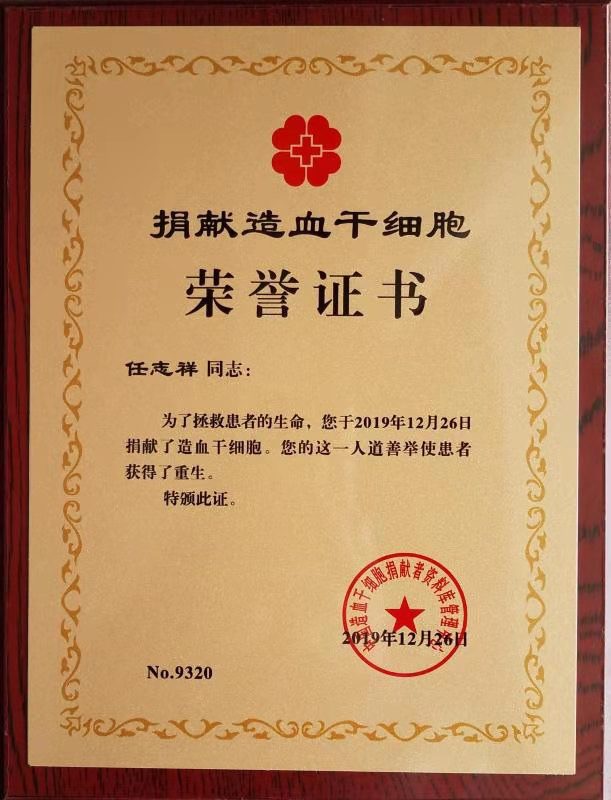 捐献造血干细胞
荣誉证书
任志祥 同志：
为了拯救患者的生命，您于2019年12月26日
捐献了造血干细胞。您的这一人道善举使患者
获得了重生。
特颁此证。
中国造血干细胞捐献者资料库管理中心
2019年12月26日
No.9320